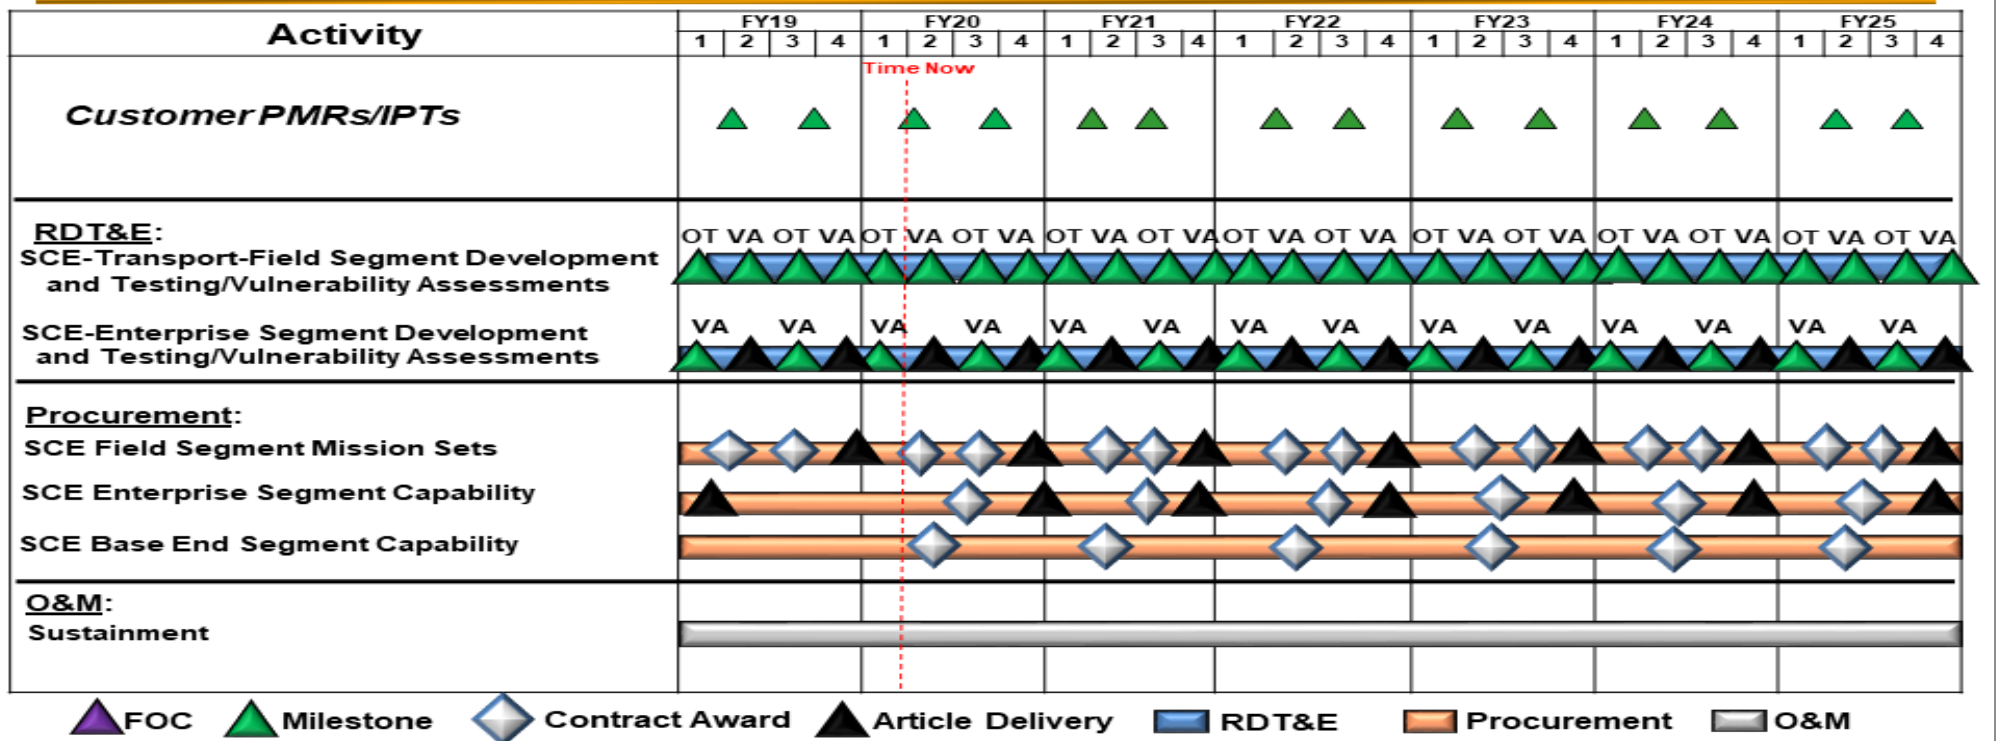 Activity
FY19 FY20 FY21 FY22 FY23 FY24 FY25
1 2 3 4 1 2 3 4 1 2 3 4 1 2 3 4 1 2 3 4 1 2 3 4 1 2 3 4
Time Now
Customer PMRs/IPTs
RDT&E:
OT VA OT VA OT VA OT VA OT VA OT VA OT VA OT VA OT VA OT VA OT VA OT VA OT VA OT VA
SCE-Transport-Field Segment Development
and Testing/Vulnerability Assessments
VA VA VA VA VA VA VA VA VA VA VA VA VA VA
SCE-Enterprise Segment Development
and Testing/Vulnerability Assessments
Procurement:
SCE Field Segment Mission Sets
SCE Enterprise Segment Capability
SCE Base End Segment Capability
O&M:
Sustainment
FOC Milestone Contract Award Article Delivery RDT&E Procurement O&M